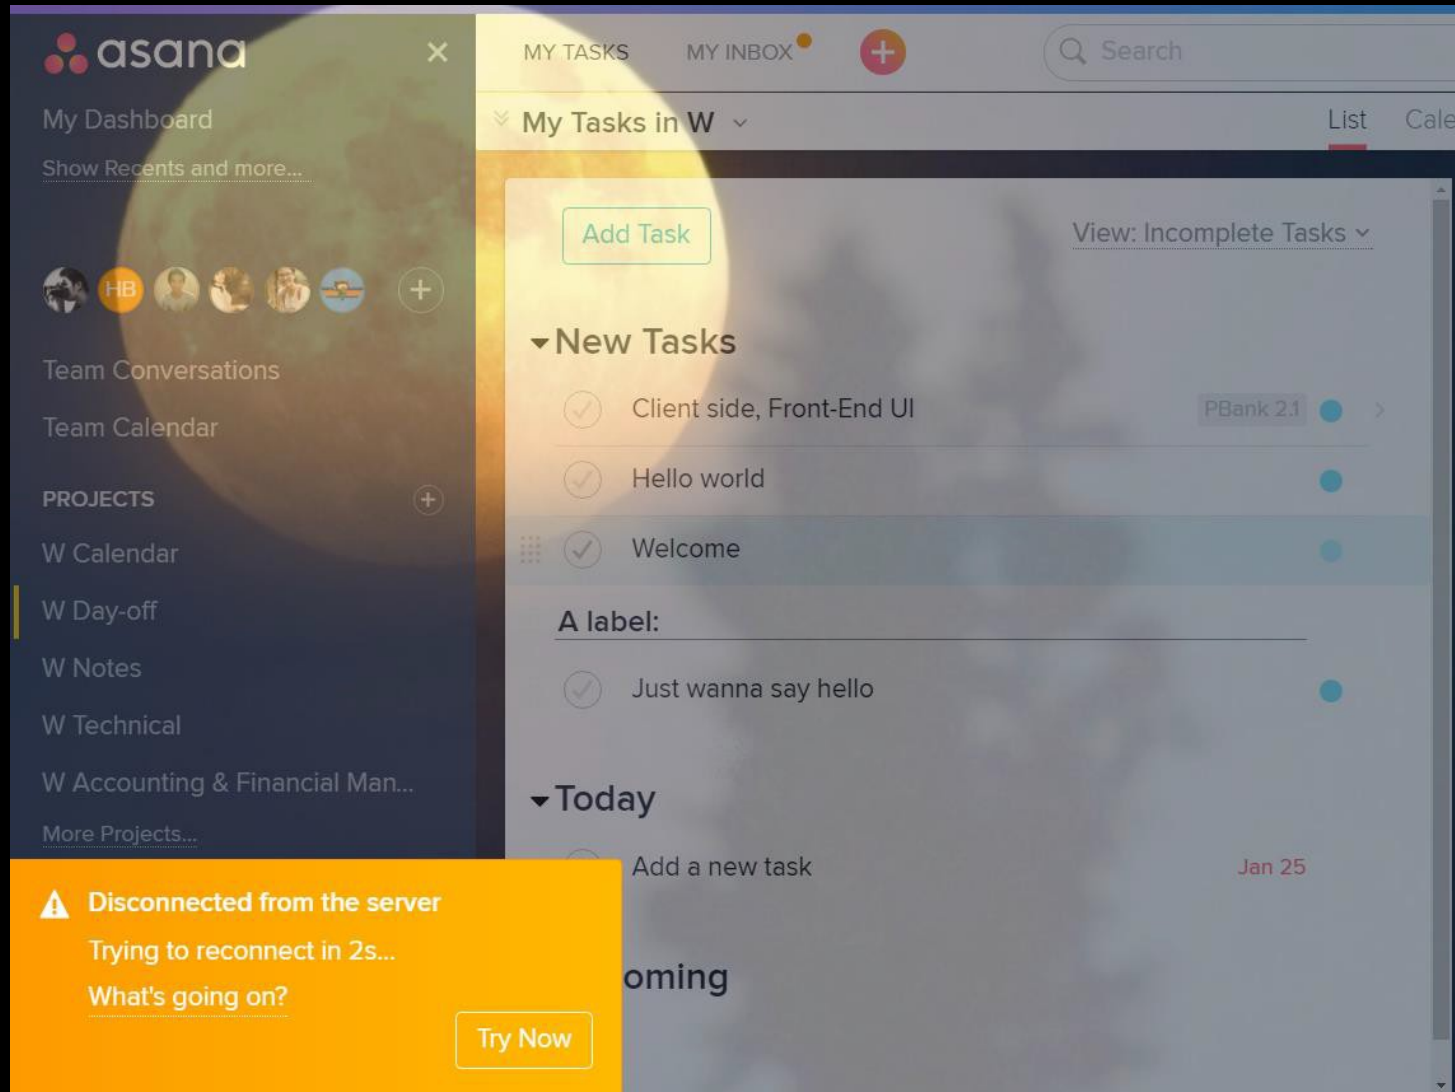 asana
My Dashboard
Show Recents and more...
HB
Team Conversations
Team Calendar
PROJECTS
W Calendar
W Day-off
W Notes
W Technical
W Accounting & Financial Man...
More Projects...
Disconnected from the server
Trying to reconnect in 2s...
What's going on?
Try Now
MY TASKS MY INBOX Search
My Tasks in W List Cale
Add Task View: Incomplete Tasks
New Tasks
Client side, Front-End UI PBank 2.1
Hello world
Welcome
A label:
Just wanna say hello
Today
Add a new task Jan 25
oming